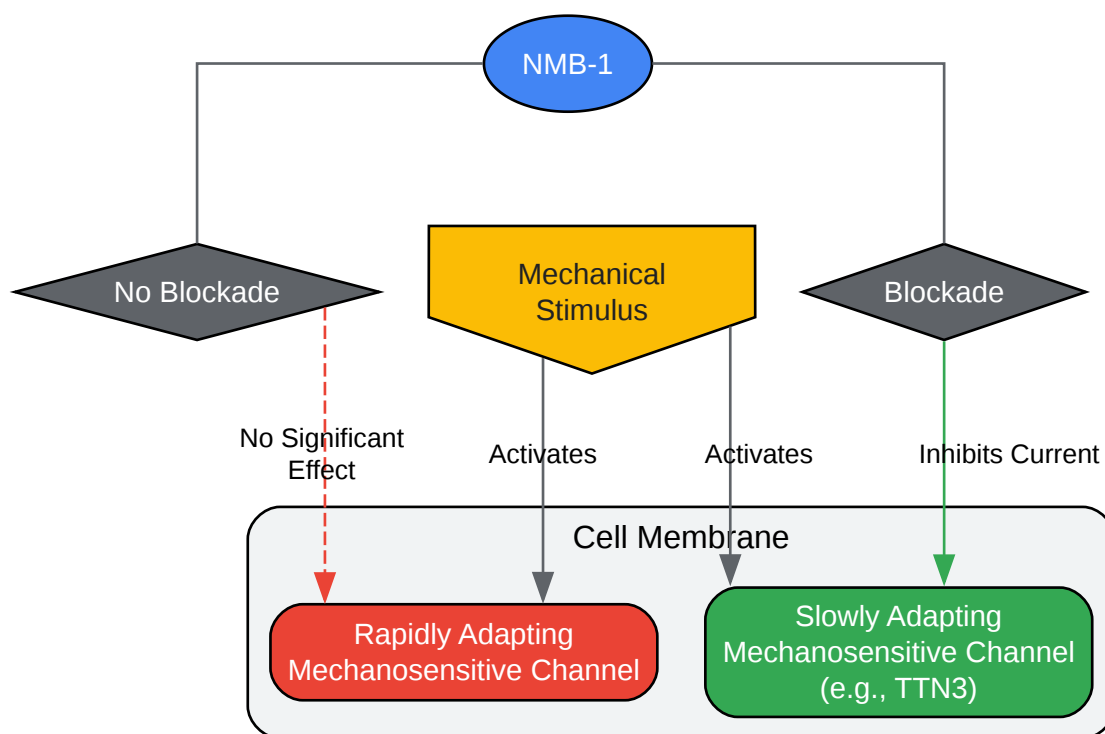 NMB-1
No Blockade
Mechanical
Stimulus
Blockade
No Significant
Effect
Activates
Activates
Inhibits Current
Cell Membrane
Rapidly Adapting
Mechanosensitive Channel
Slowly Adapting
Mechanosensitive Channel
(e.g., TTN3)